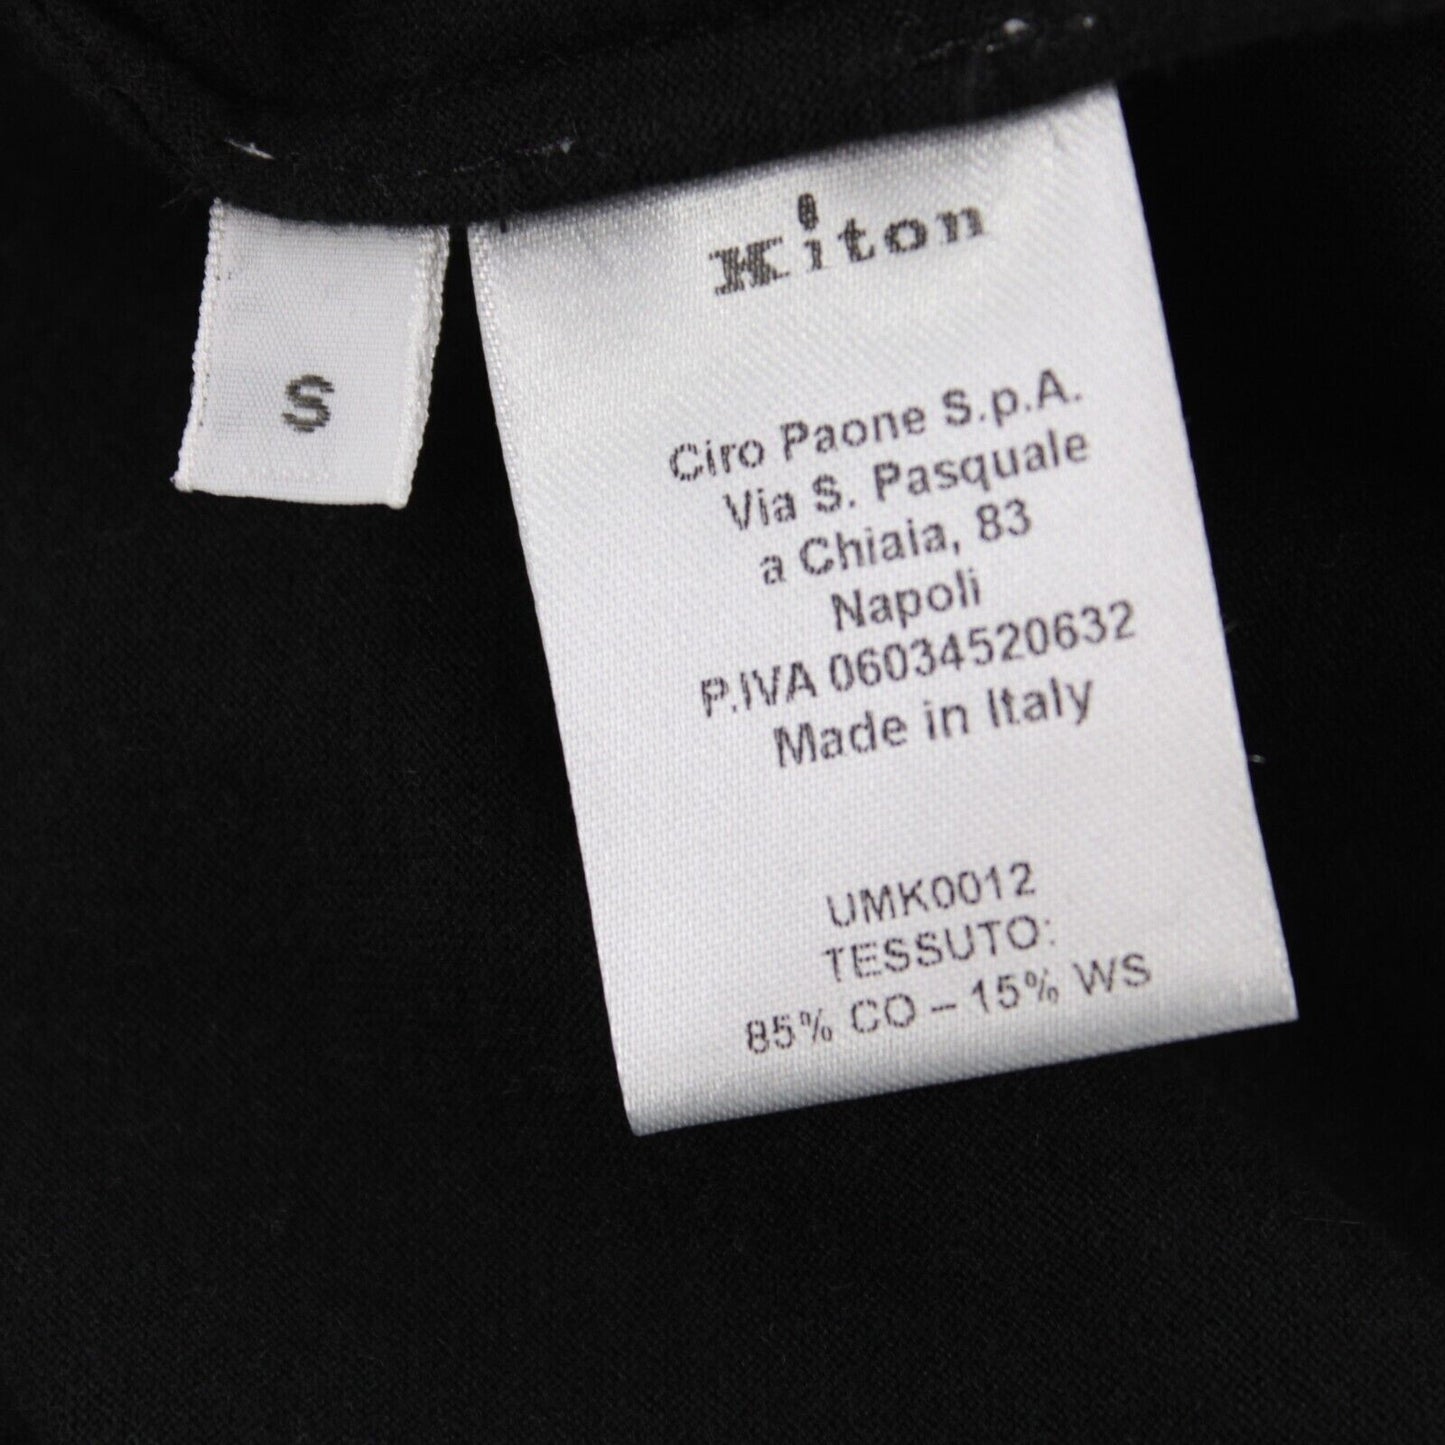 S
Kiton
Ciro Paone S.p.A.
Via S. Pasquale
a Chiaia, 83
Napoli
P.IVA 06034520632
Made in Italy
UMK0012
TESSUTO:
85% CO - 15% WS